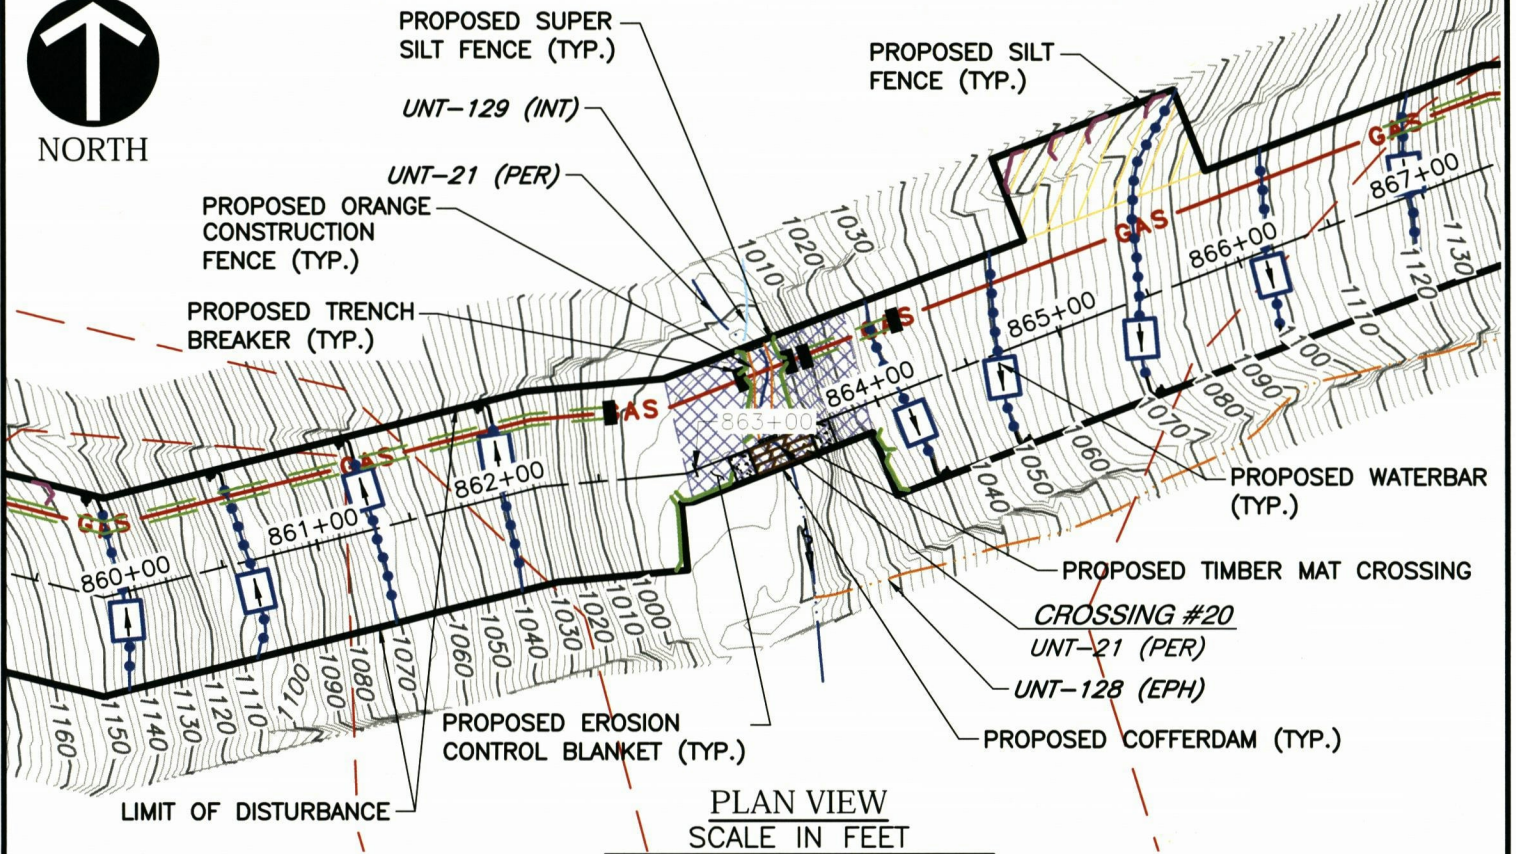 NORTH
PROPOSED SUPER
SILT FENCE (TYP.)
UNT-129 (INT)
UNT-21 (PER)
PROPOSED ORANGE
CONSTRUCTION
FENCE (TYP.)
PROPOSED TRENCH
BREAKER (TYP.)
PROPOSED SILT
FENCE (TYP.)
1010
1020
1030
GAS
GAS
GAS
GAS
GAS
GAS
860+00
861+00
862+00
863+00
864+00
865+00
866+00
867+00
1160
1150
1140
1130
1120
1110
1100
1090
1080
1070
1060
1050
1040
1030
1020
1010
1000
1040
1050
1060
1070
1080
1090
1100
1110
1120
1130
PROPOSED WATERBAR
(TYP.)
PROPOSED TIMBER MAT CROSSING
CROSSING #20
UNT-21 (PER)
UNT-128 (EPH)
PROPOSED COFFERDAM (TYP.)
PROPOSED EROSION
CONTROL BLANKET (TYP.)
LIMIT OF DISTURBANCE
PLAN VIEW
SCALE IN FEET